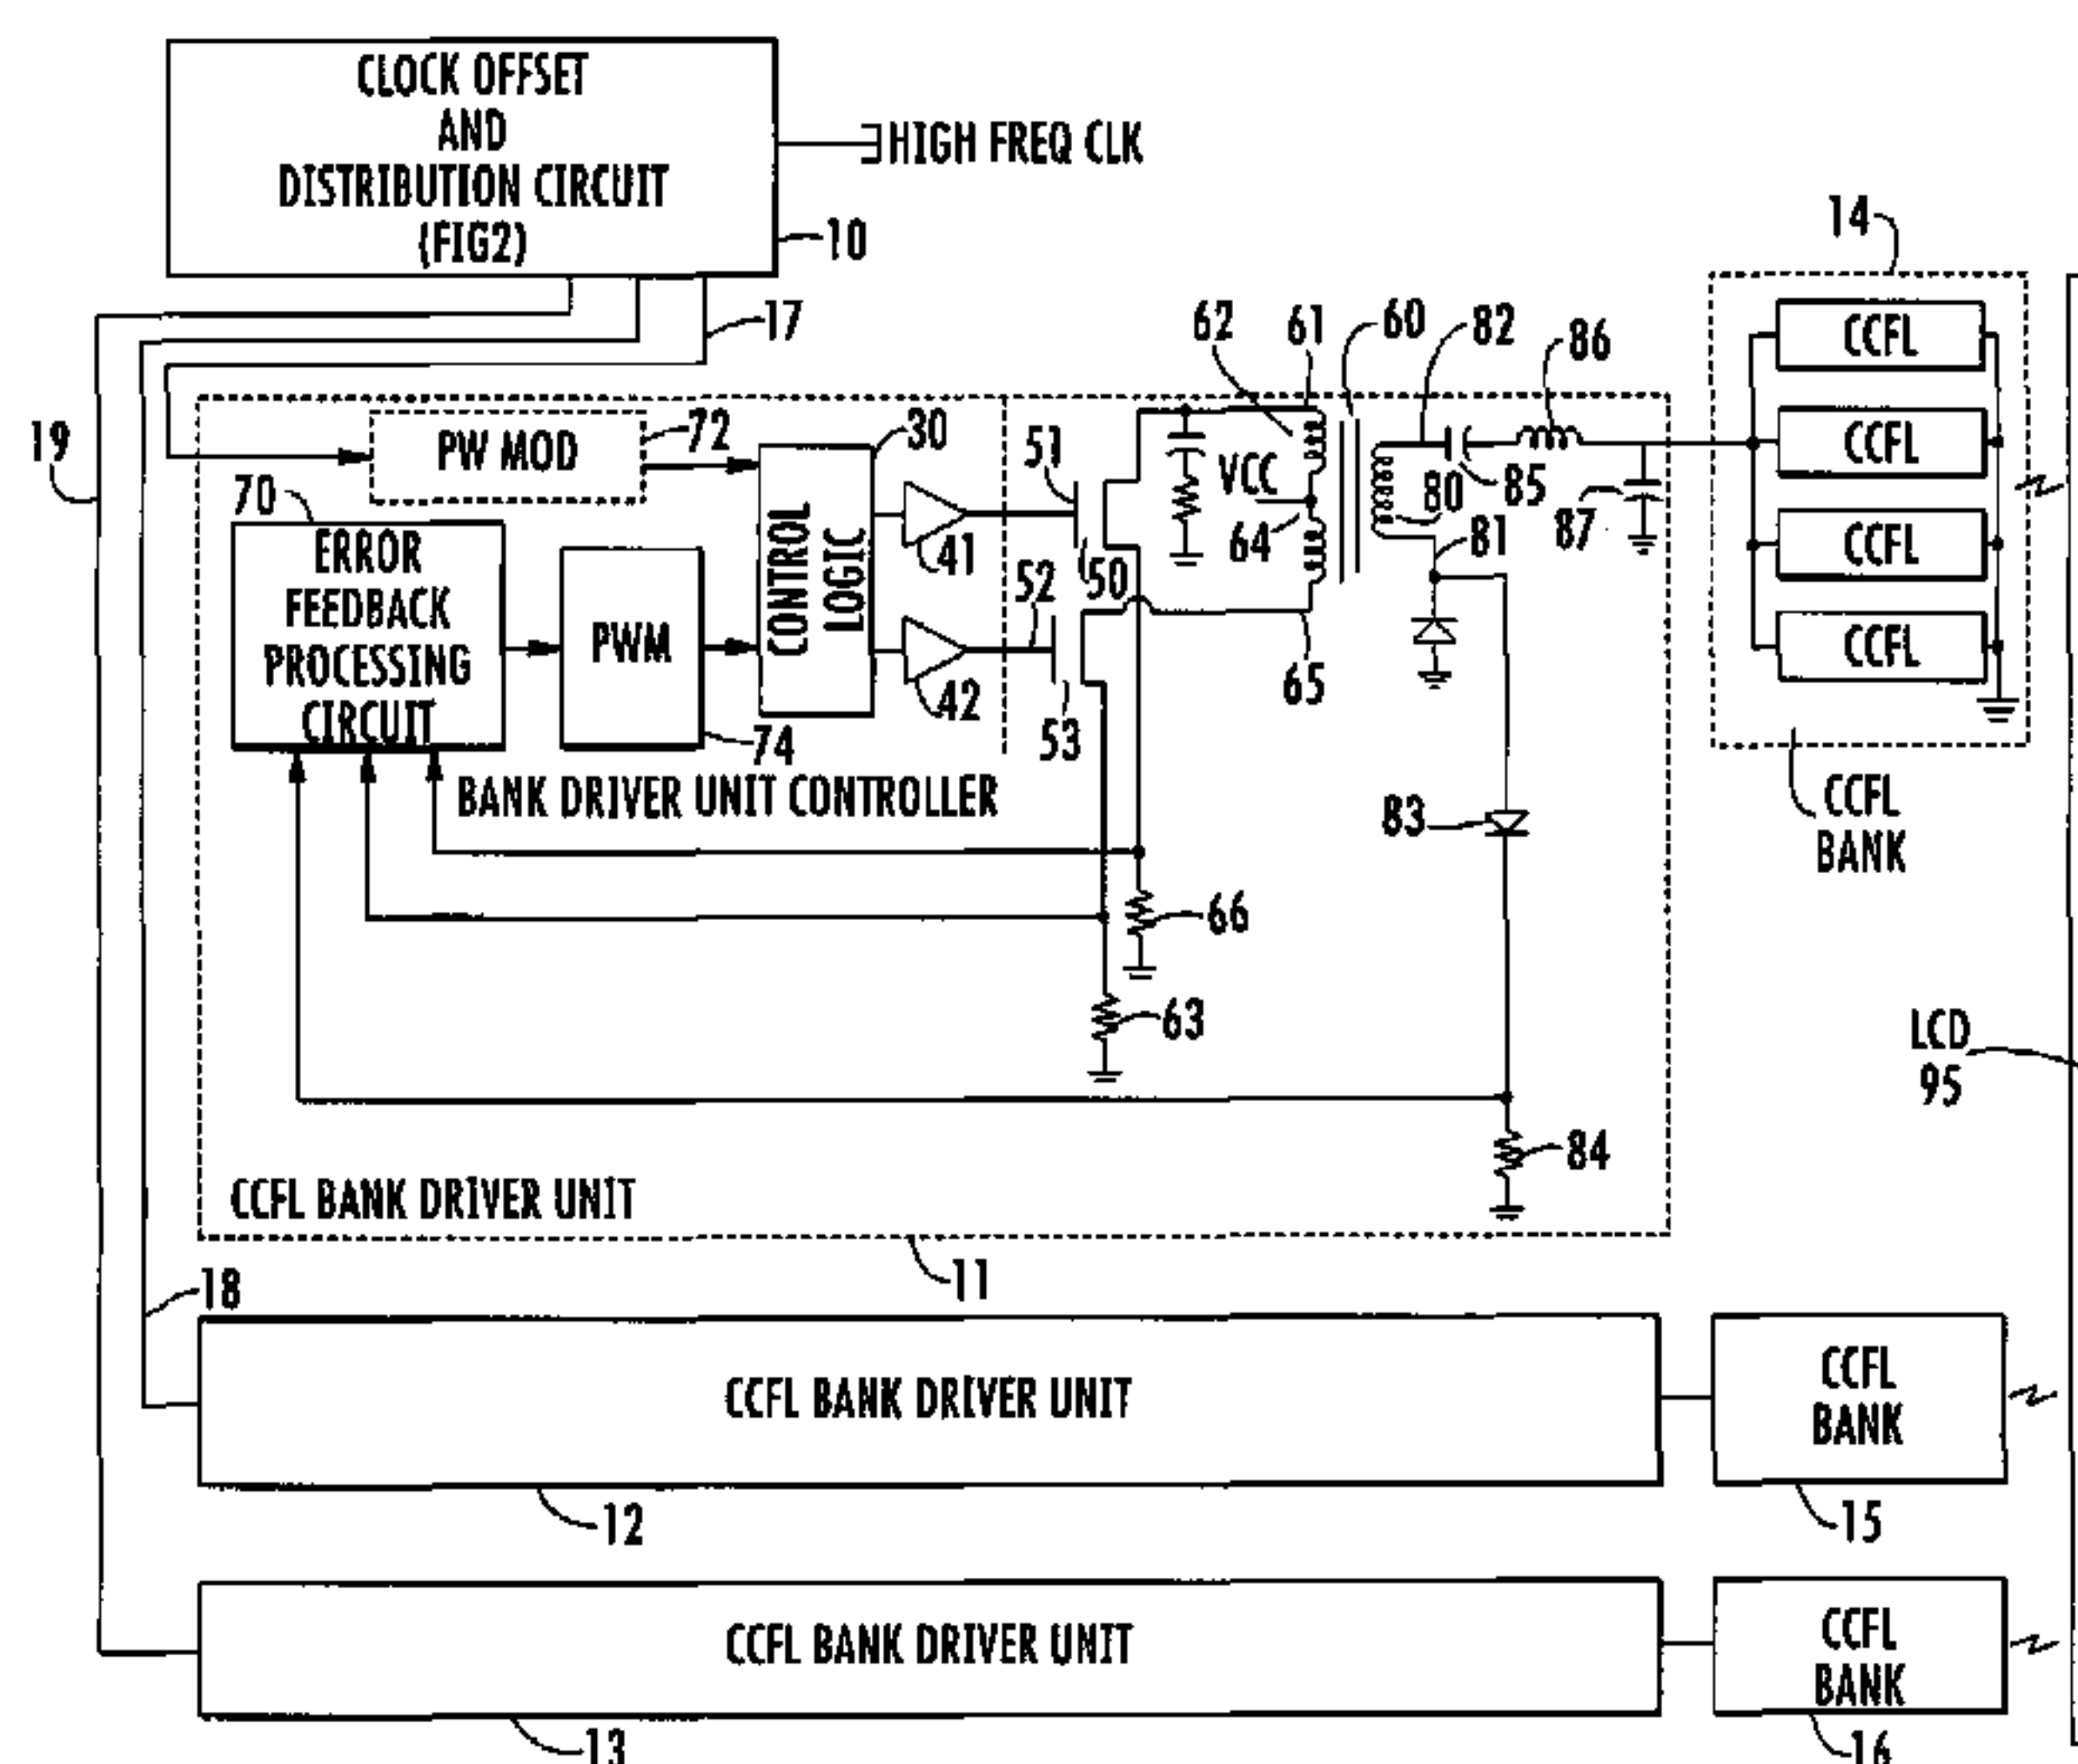 CLOCK OFFSET
AND
DISTRIBUTION CIRCUIT
(FIG2)
HIGH FREQ CLK
10
14
17
62
61
60
82
86
CCFL
CCFL
CCFL
CCFL
19
PW MOD
72
30
51
VCC
80
85
87
70
64
81
ERROR
FEEDBACK
PROCESSING
CIRCUIT
PWM
CONTROL
LOGIC
41
52
50
42
53
65
74
BANK DRIVER UNIT CONTROLLER
83
CCFL
BANK
66
63
LCD
95
84
CCFL BANK DRIVER UNIT
11
18
CCFL BANK DRIVER UNIT
CCFL
BANK
12
15
CCFL BANK DRIVER UNIT
CCFL
BANK
13
16